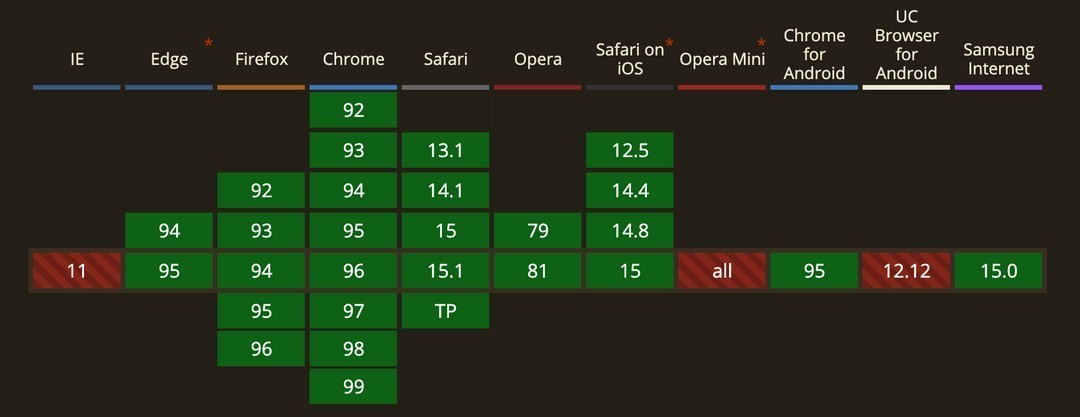 IE Edge * Firefox Chrome Safari Opera Safari on iOS * Opera Mini * Chrome for Android UC Browser for Android Samsung Internet
92
93 13.1 12.5
92 94 14.1 14.4
94 93 95 15 79 14.8
11 95 94 96 15.1 81 15 all 95 12.12 15.0
95 97 TP
96 98
99